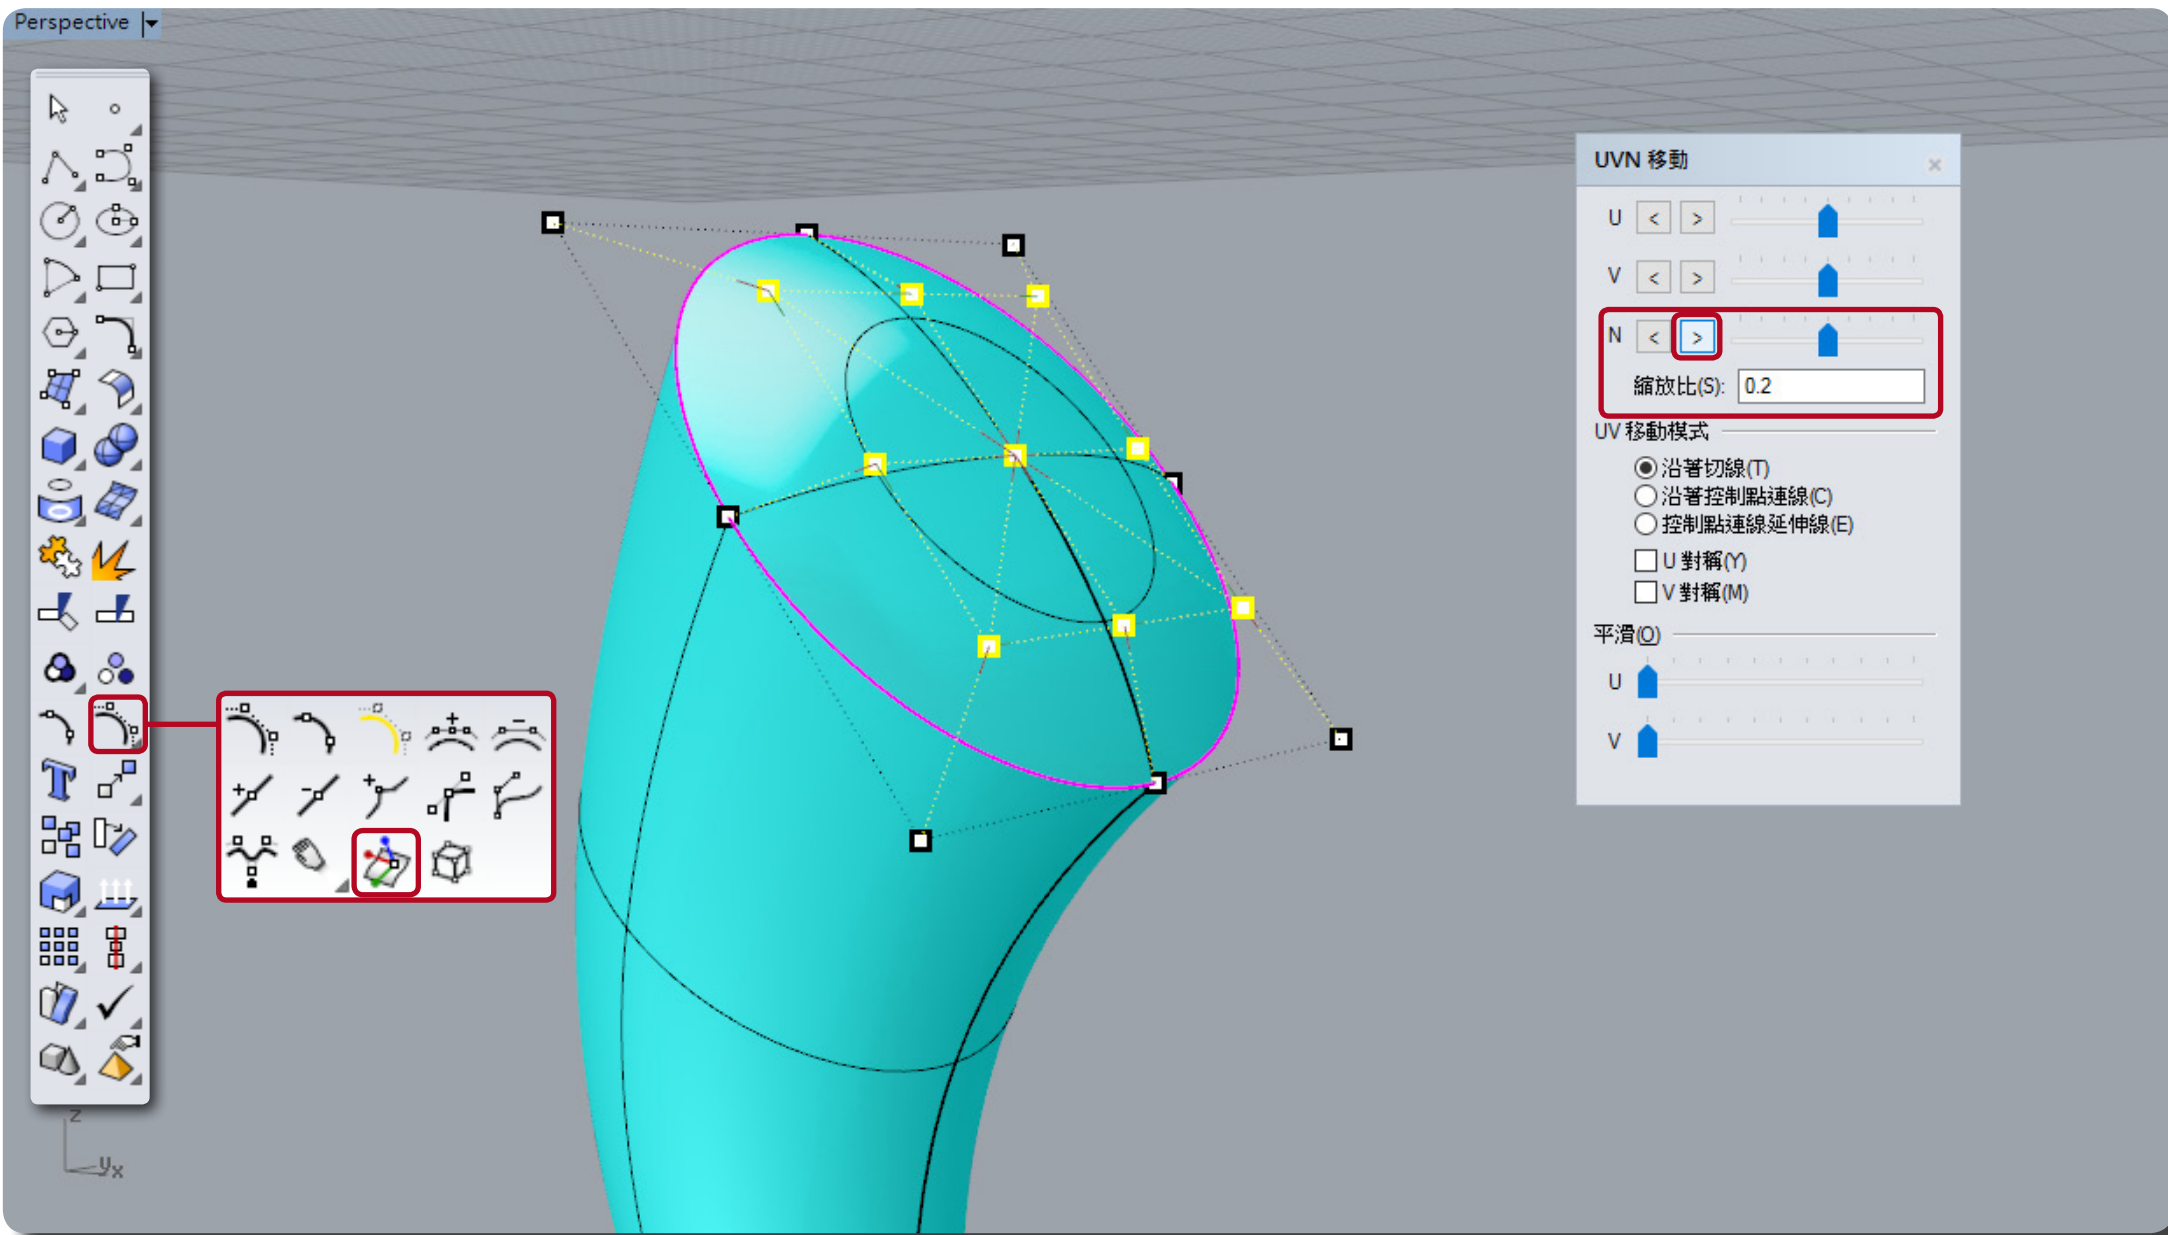 Perspective
UVN 移動
U < >
V < >
N < >
縮放比(S): 0.2
UV 移動模式
沿著切線(T)
沿著控制點連線(C)
控制點連線延伸線(E)
U 對稱(Y)
V 對稱(M)
平滑(O)
U
V
z
y x